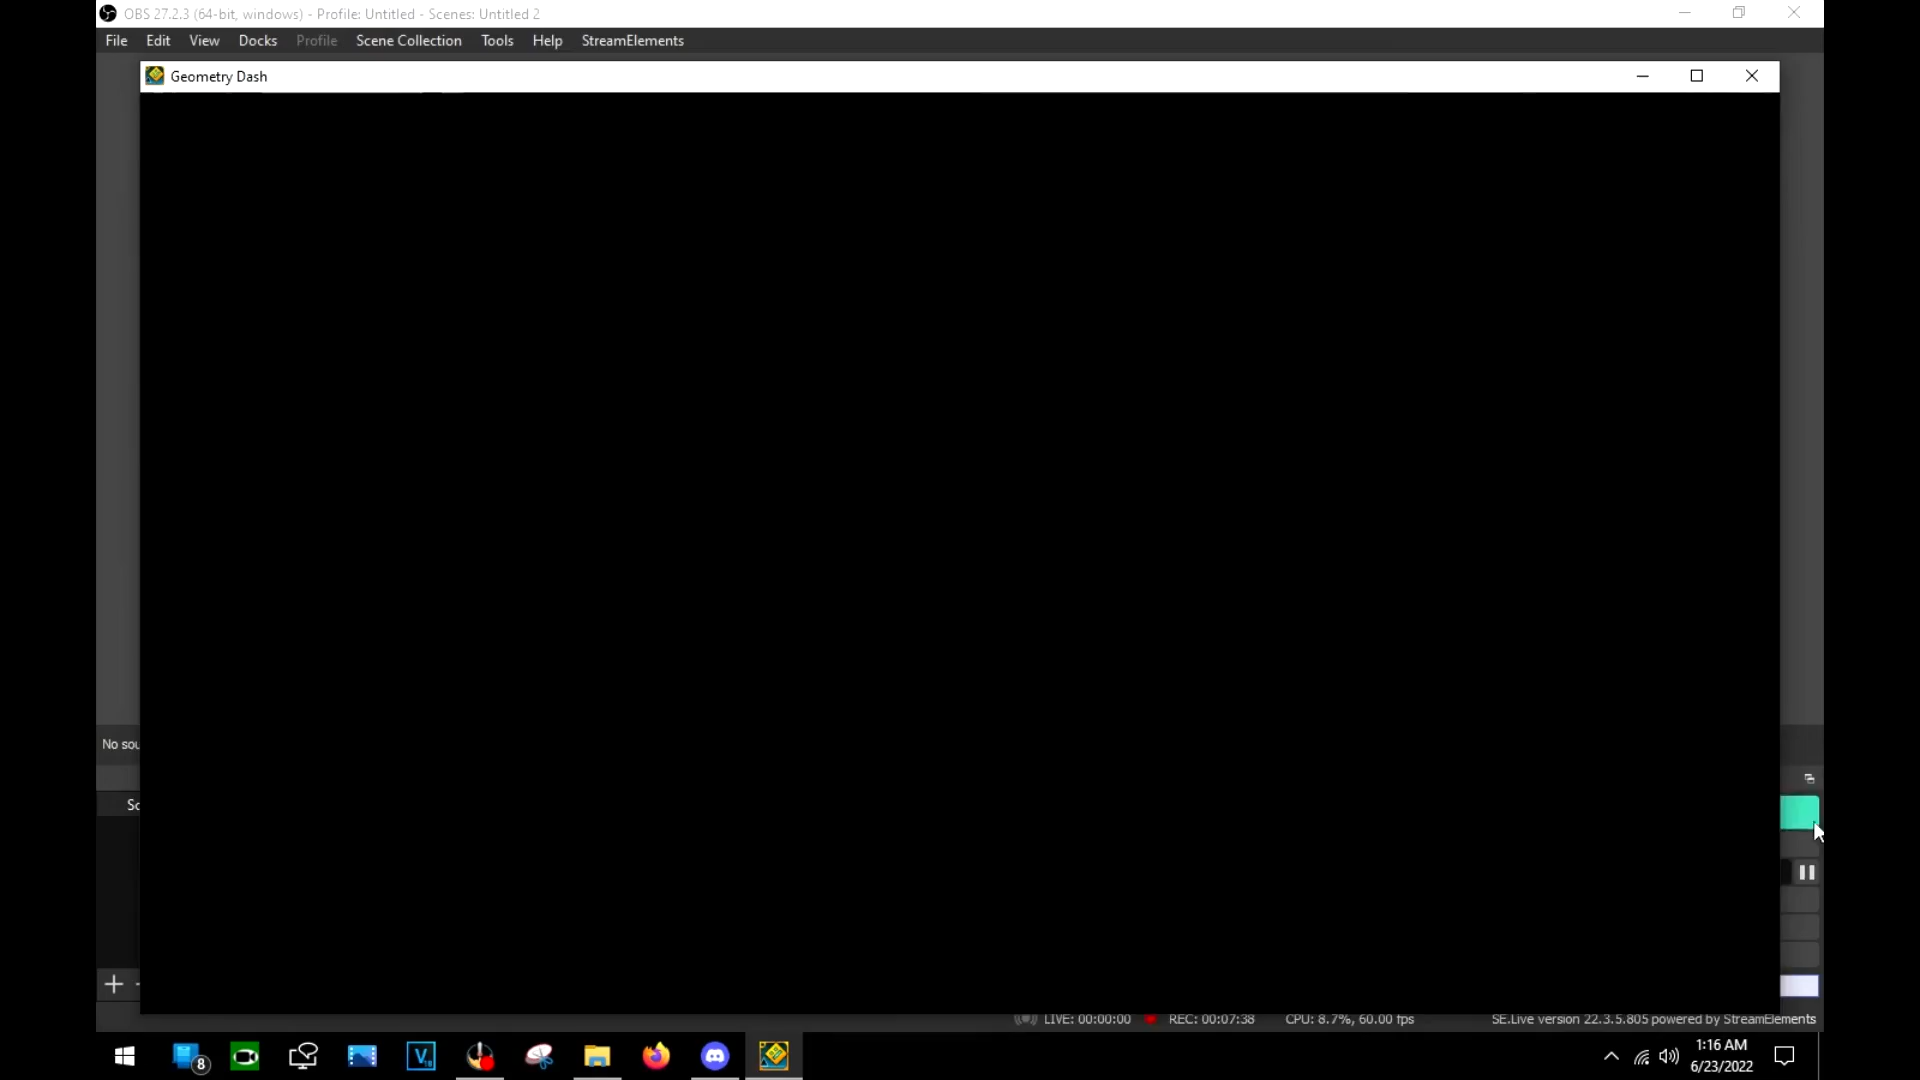 OBS 27.2.3 (64-bit, windows) - Profile: Untitled - Scenes: Untitled 2
File Edit View Docks Profile Scene Collection Tools Help StreamElements
Geometry Dash
No sou
Sc
LIVE: 00:00:00 REC: 00:07:38 CPU: 8.7%, 60.00 fps SE.Live version 22.3.5.805 powered by StreamElements
8
V 18
1:16 AM
6/23/2022